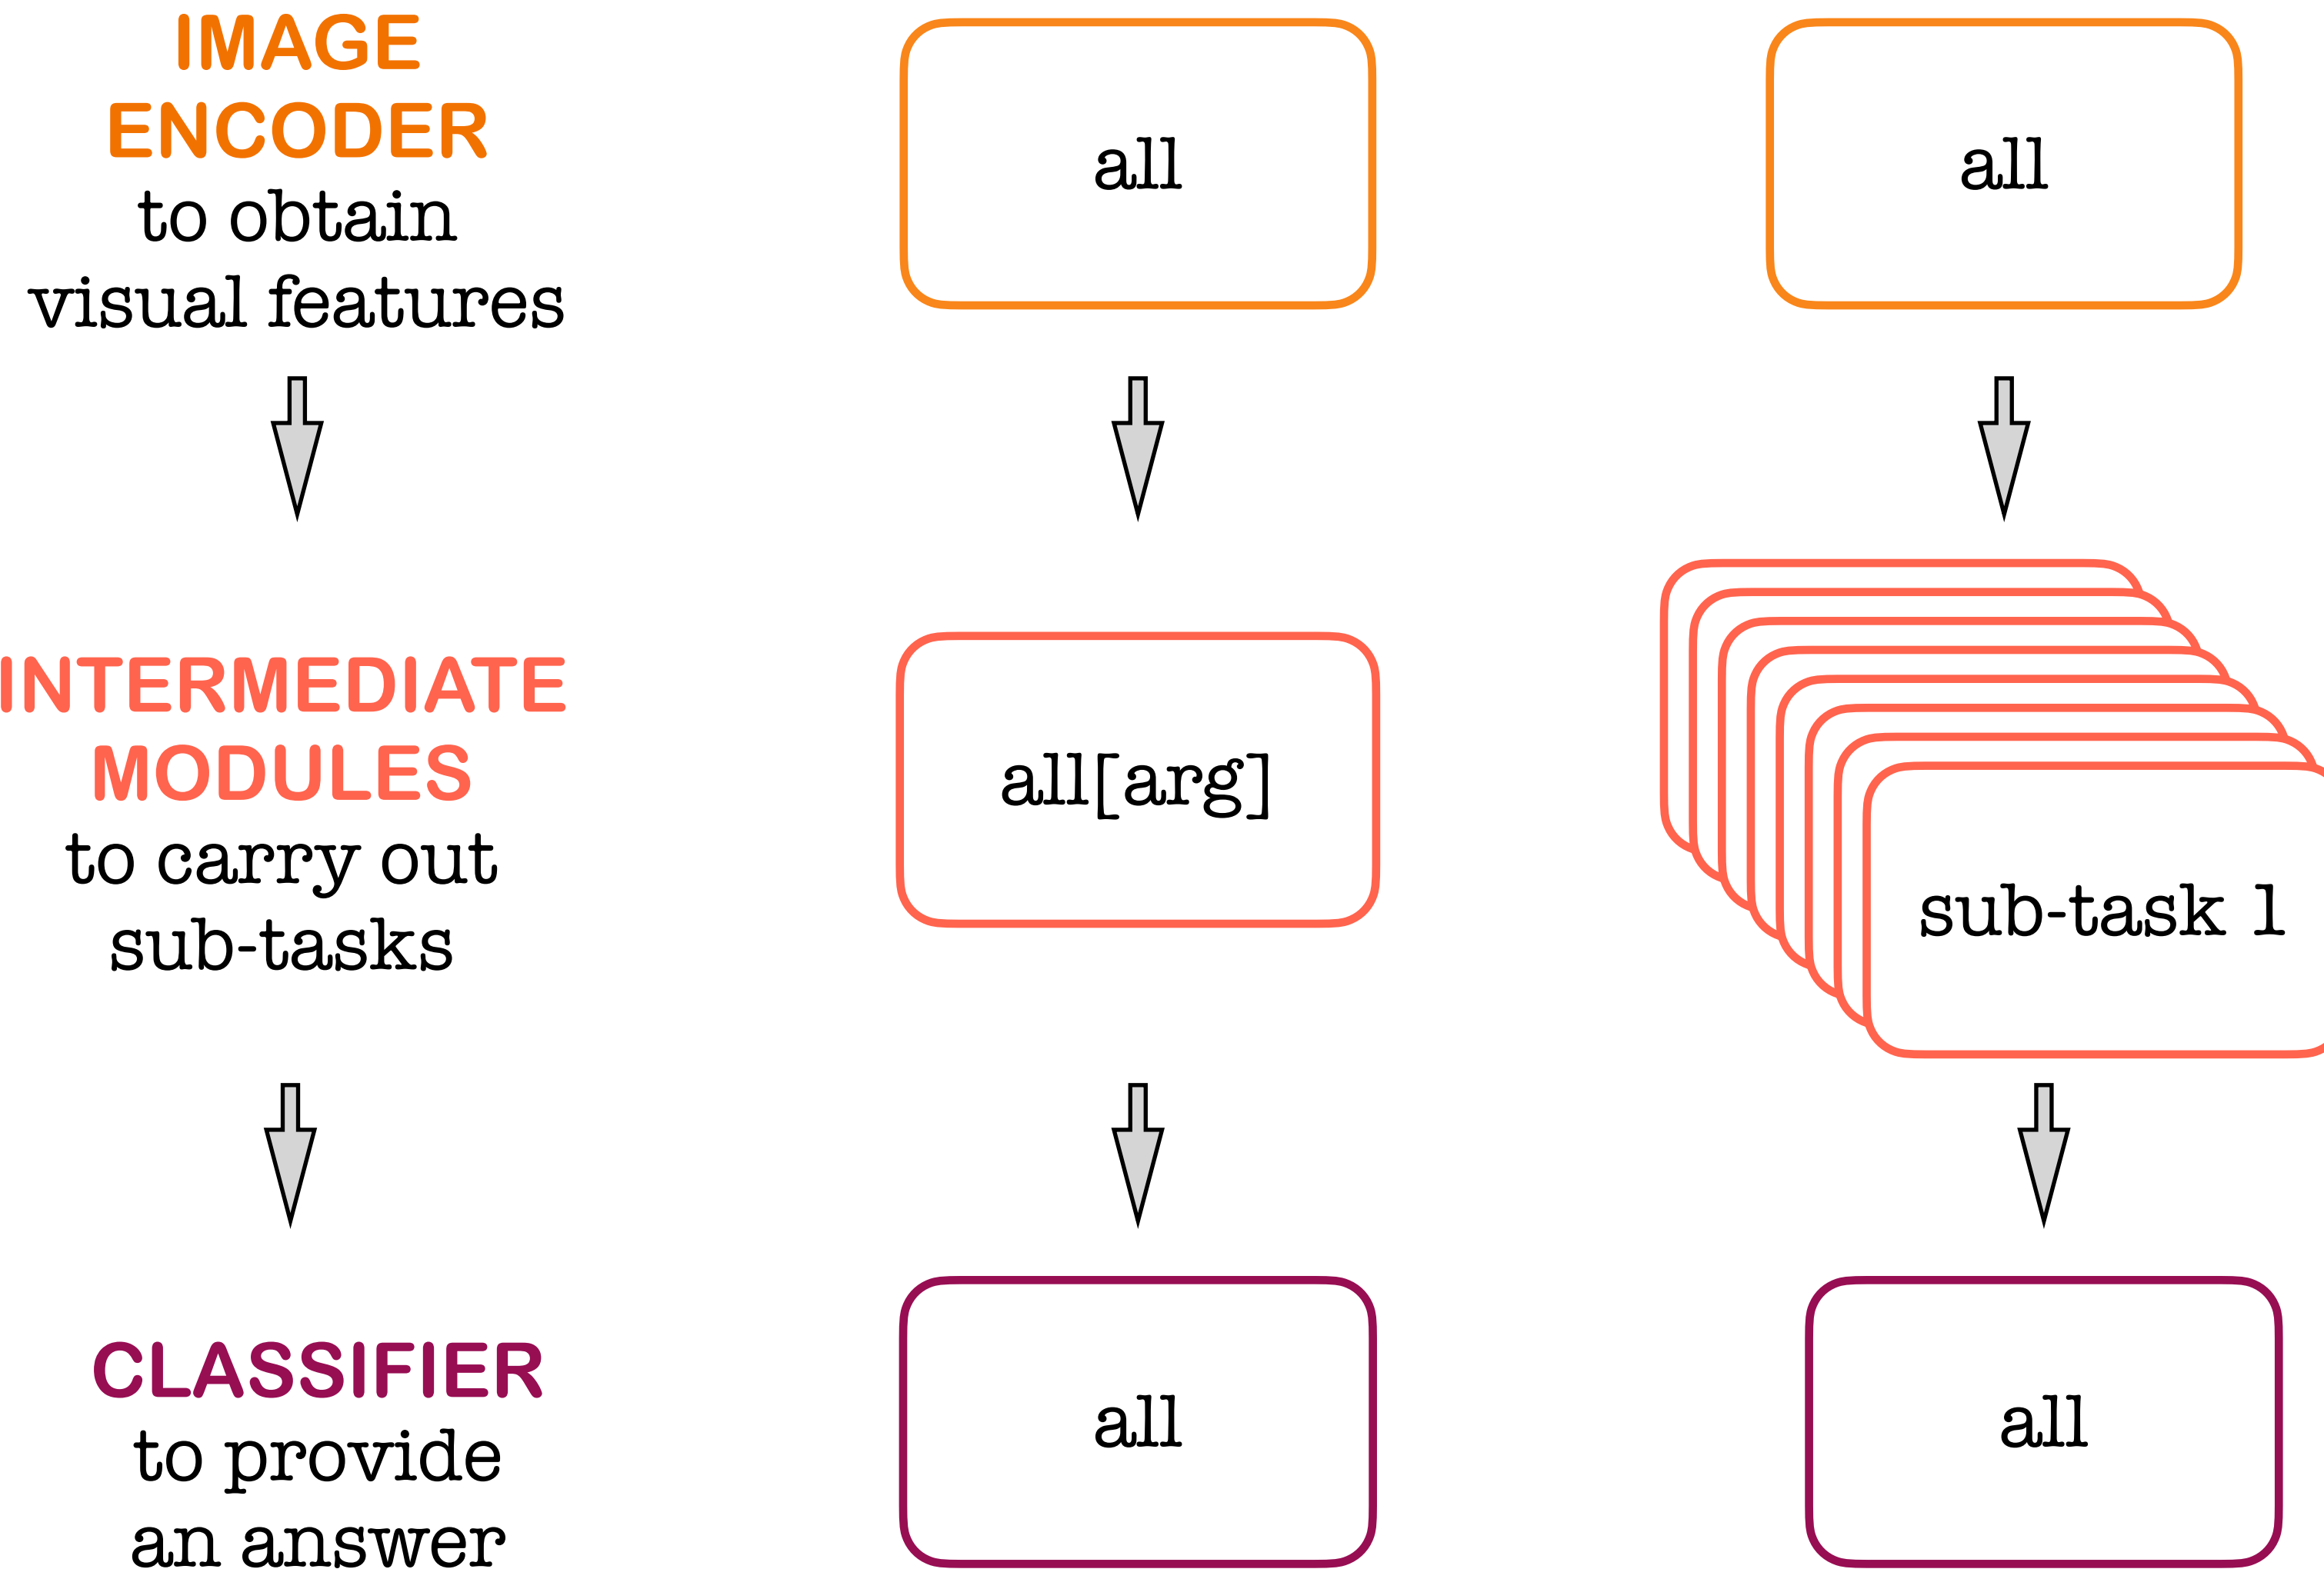 IMAGE
ENCODER
to obtain
visual features
all
all
INTERMEDIATE
MODULES
to carry out
sub-tasks
all[arg]
sub-task 1
CLASSIFIER
to provide
an answer
all
all